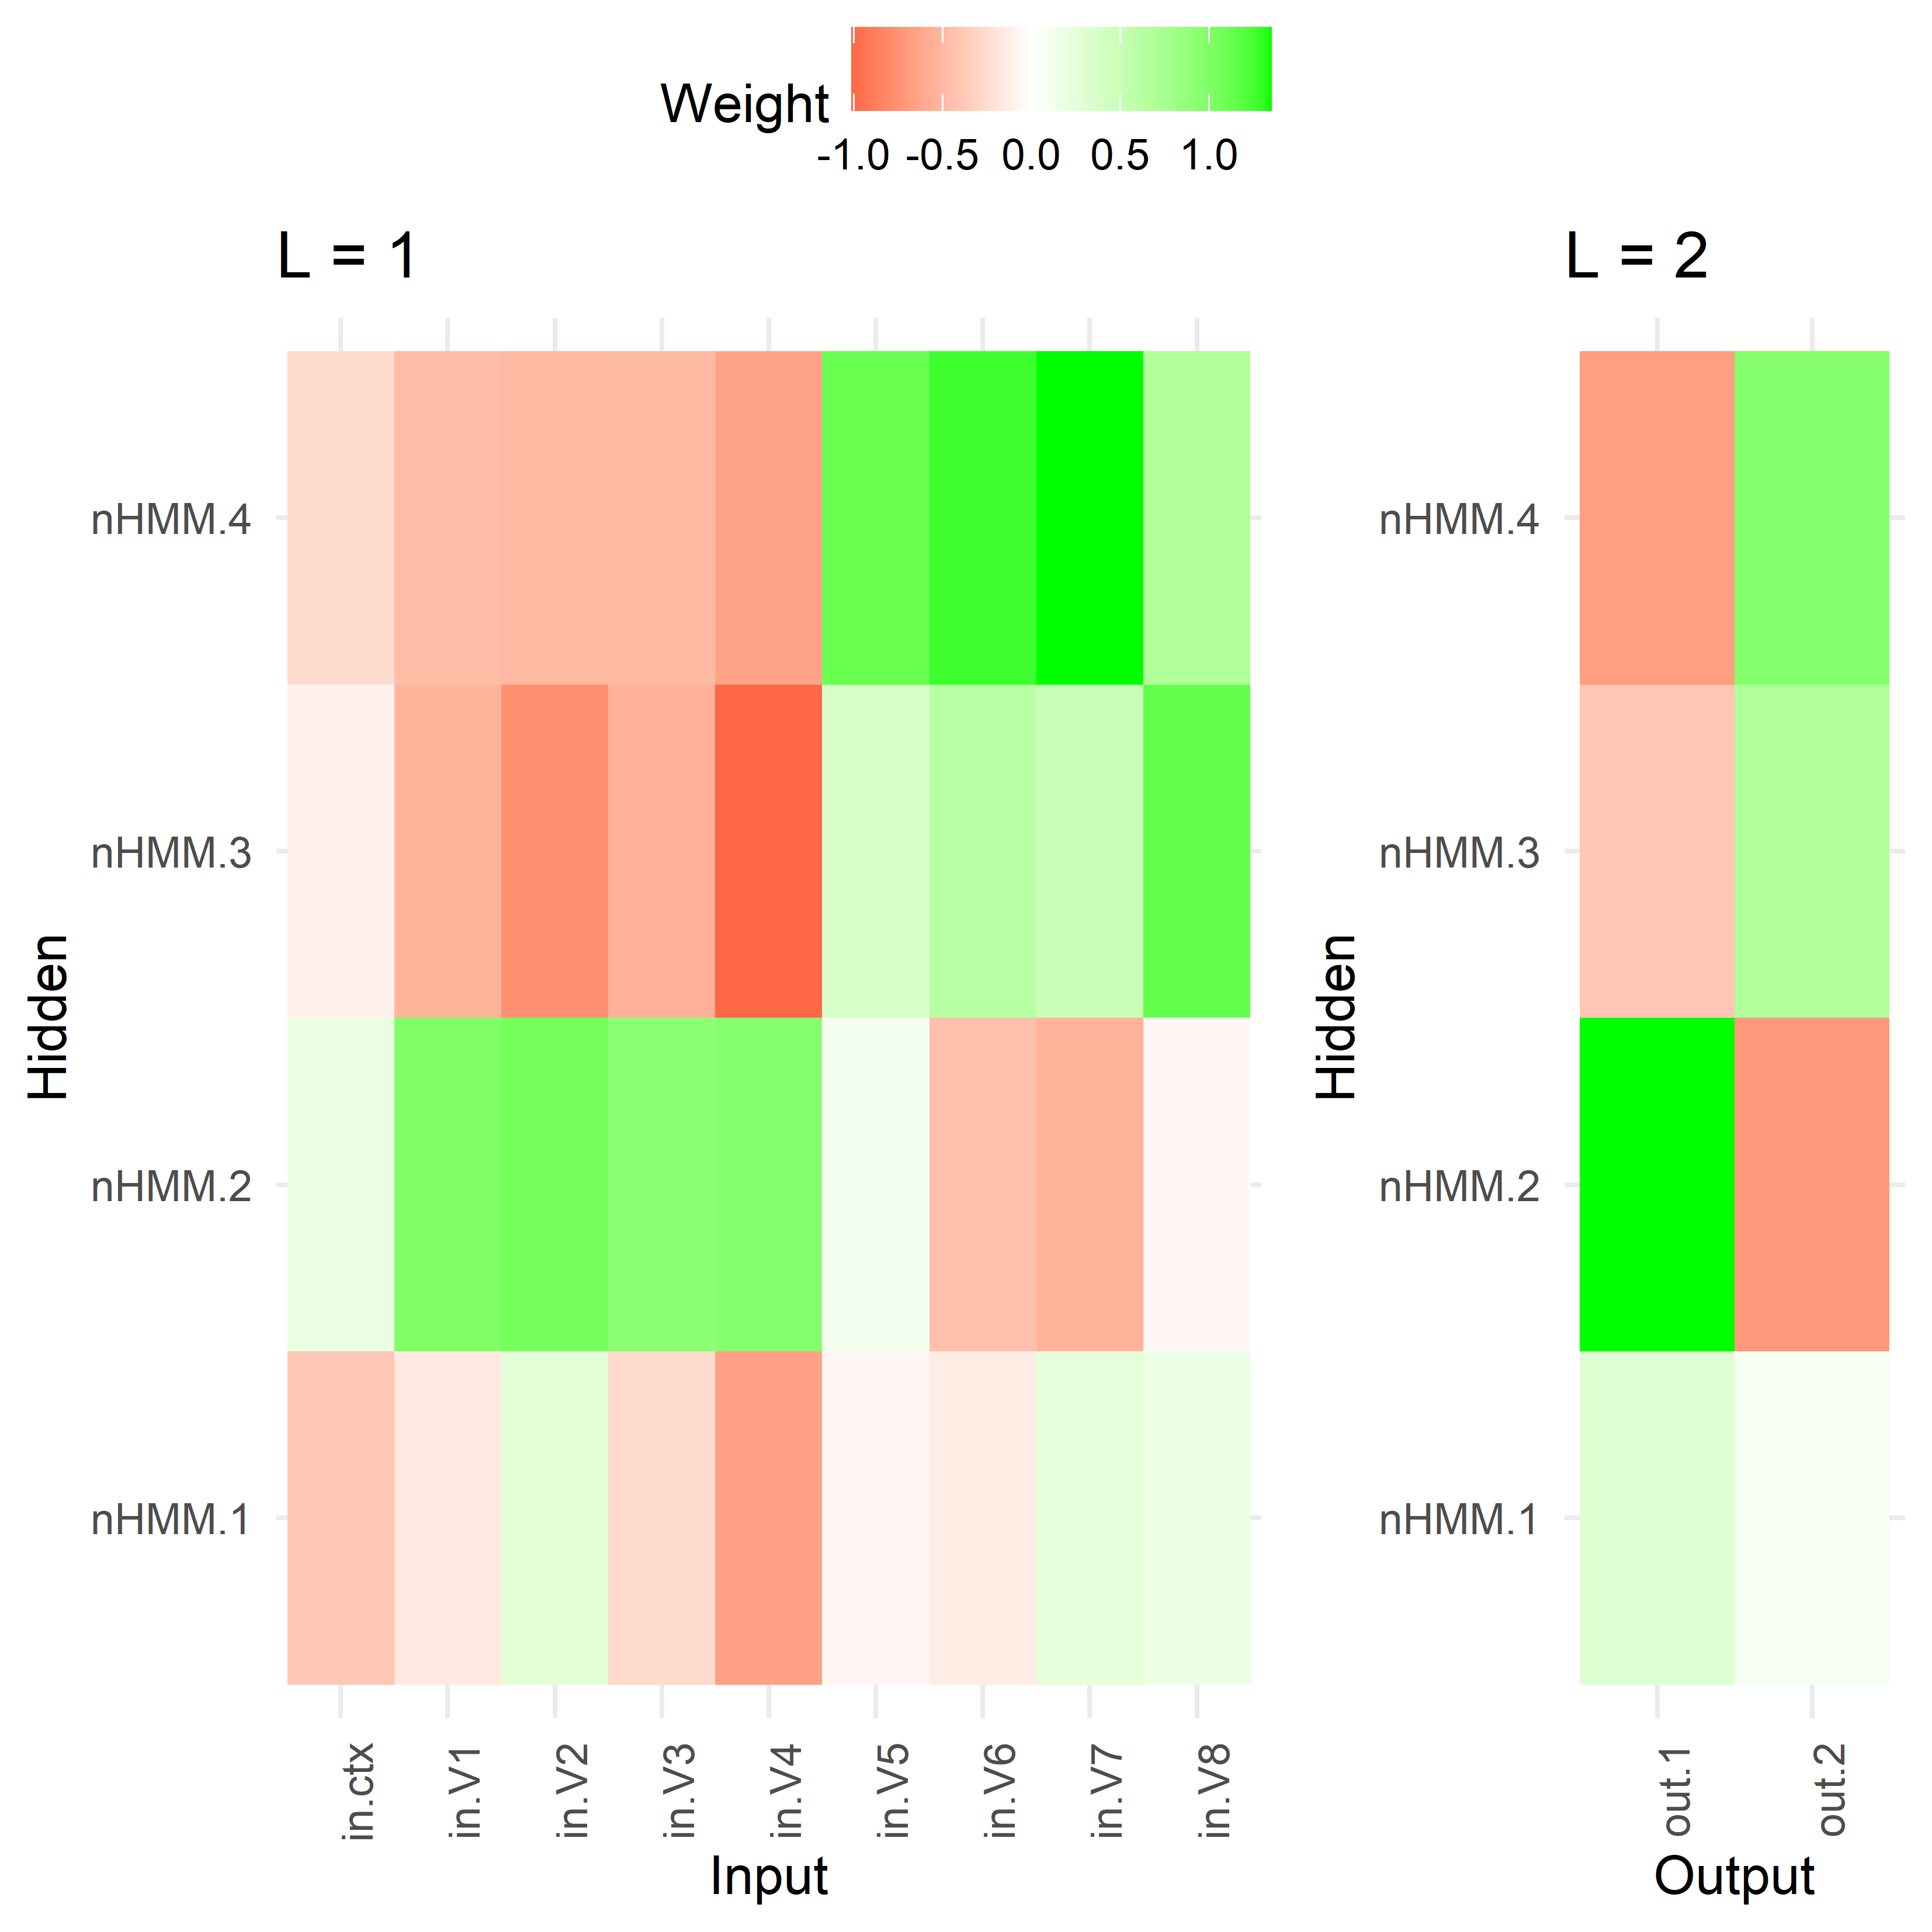 Weight
-1.0 -0.5 0.0 0.5 1.0
L = 1
L = 2
Hidden
nHMM.4
nHMM.3
nHMM.2
nHMM.1
in.ctx
in.V1
in.V2
in.V3
in.V4
in.V5
in.V6
in.V7
in.V8
Input
Hidden
nHMM.4
nHMM.3
nHMM.2
nHMM.1
out.1
out.2
Output